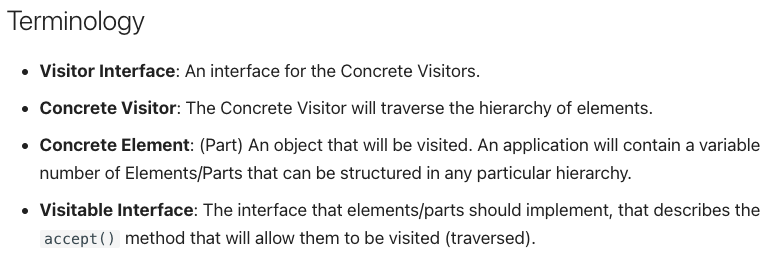 Terminology
• Visitor Interface: An interface for the Concrete Visitors.
• Concrete Visitor: The Concrete Visitor will traverse the hierarchy of elements.
• Concrete Element: (Part) An object that will be visited. An application will contain a variable
number of Elements/Parts that can be structured in any particular hierarchy.
• Visitable Interface: The interface that elements/parts should implement, that describes the
accept() method that will allow them to be visited (traversed).